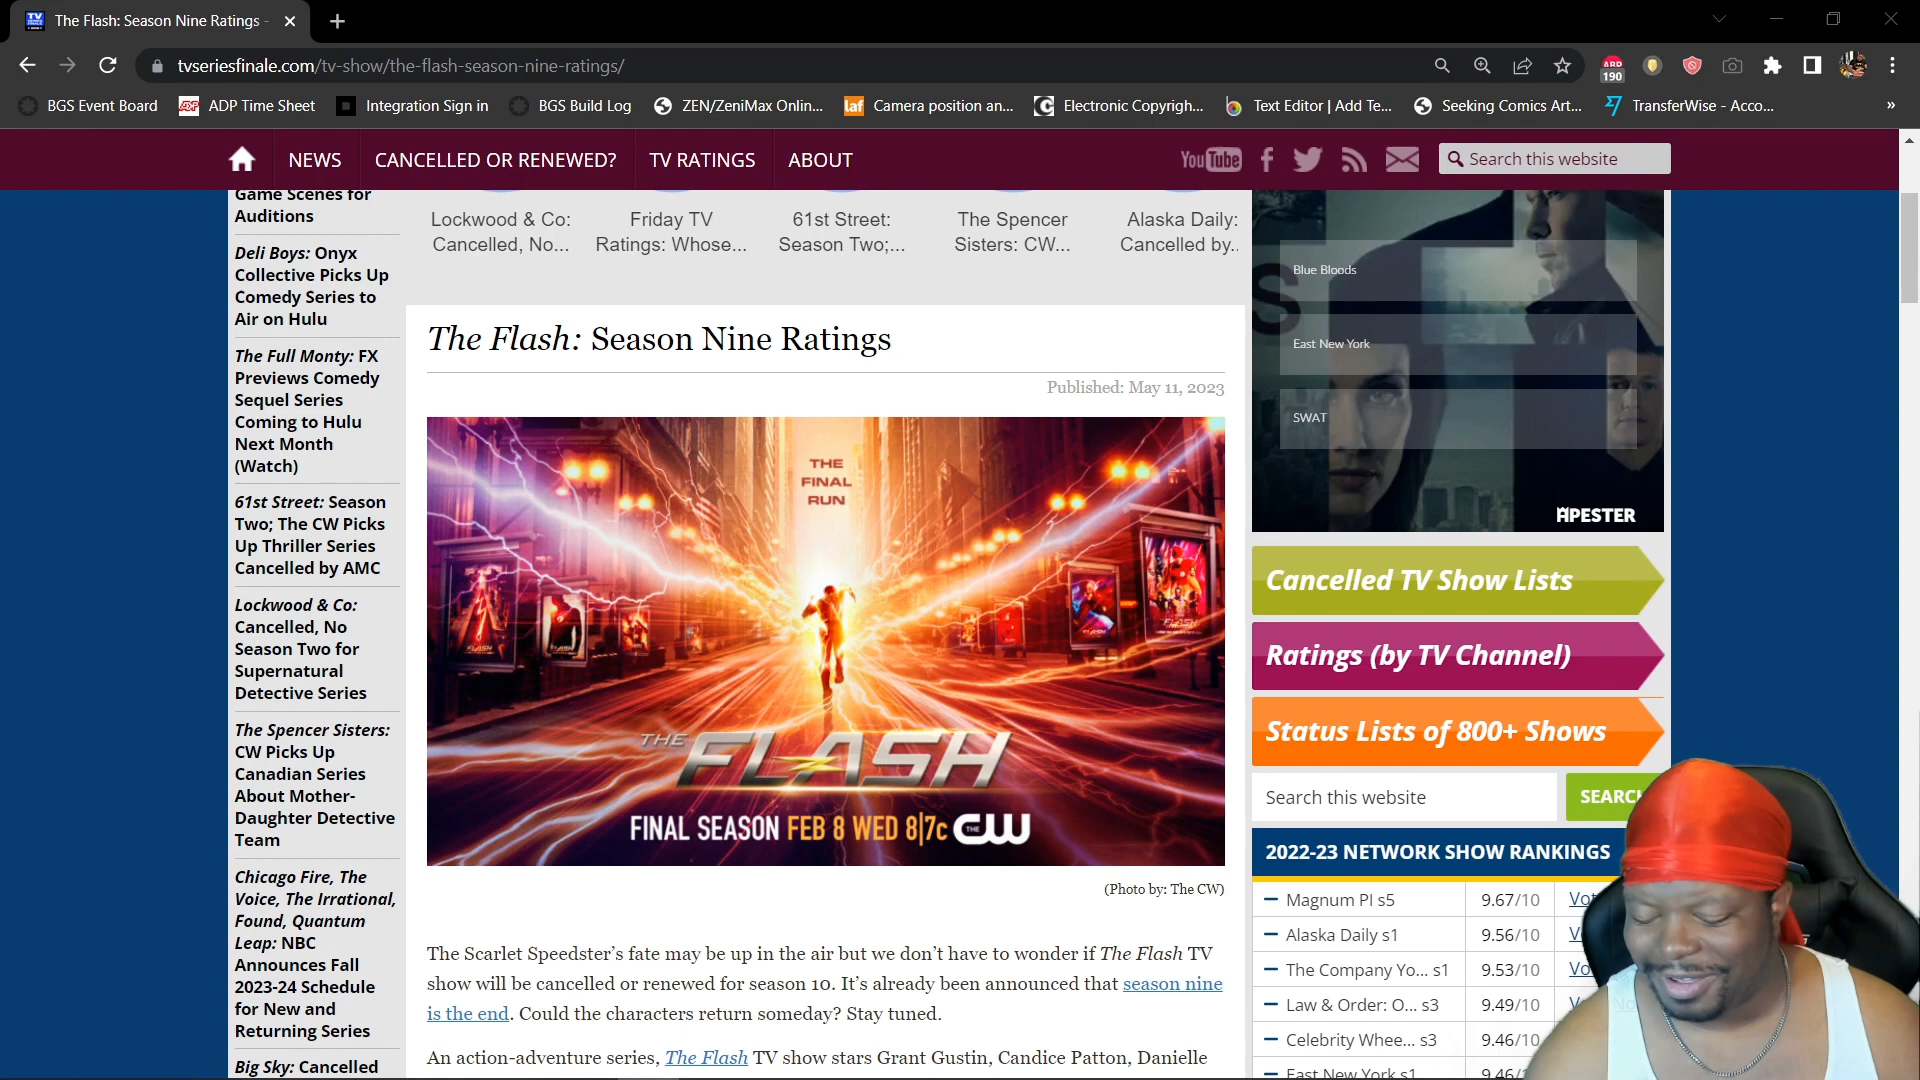 The Flash: Season Nine Ratings -
tvseriesfinale.com/tv-show/the-flash-season-nine-ratings/
ABD
190
BGS Event Board
ADP Time Sheet
Integration Sign in
BGS Build Log
ZEN/ZeniMax Onlin...
laf
Camera position an...
Electronic Copyrigh...
Text Editor | Add Te...
Seeking Comics Art...
TransferWise - Acco...
»
NEWS
CANCELLED OR RENEWED?
TV RATINGS
ABOUT
YouTube
Search this website
Game Scenes for
Auditions
Deli Boys: Onyx
Collective Picks Up
Comedy Series to
Air on Hulu
The Full Monty: FX
Previews Comedy
Sequel Series
Coming to Hulu
Next Month
(Watch)
61st Street: Season
Two; The CW Picks
Up Thriller Series
Cancelled by AMC
Lockwood & Co:
Cancelled, No
Season Two for
Supernatural
Detective Series
The Spencer Sisters:
CW Picks Up
Canadian Series
About Mother-
Daughter Detective
Team
Chicago Fire, The
Voice, The Irrational,
Found, Quantum
Leap: NBC
Announces Fall
2023-24 Schedule
for New and
Returning Series
Big Sky: Cancelled
Lockwood & Co:
Cancelled, No...
Friday TV
Ratings: Whose...
61st Street:
Season Two;...
The Spencer
Sisters: CW...
Alaska Daily:
Cancelled by..
The Flash: Season Nine Ratings
Published: May 11, 2023
THE
FINAL
RUN
THE FLASH
FINAL SEASON FEB 8 WED 8|7c THE CW
(Photo by: The CW)
The Scarlet Speedster’s fate may be up in the air but we don’t have to wonder if The Flash TV
show will be cancelled or renewed for season 10. It’s already been announced that season nine
is the end. Could the characters return someday? Stay tuned.
An action-adventure series, The Flash TV show stars Grant Gustin, Candice Patton, Danielle
Blue Bloods
East New York
SWAT
APESTER
Cancelled TV Show Lists
Ratings (by TV Channel)
Status Lists of 800+ Shows
Search this website
SEARC
2022-23 NETWORK SHOW RANKINGS
Magnum PI s5 9.67/10 Vot
Alaska Daily s1 9.56/10 V
The Company Yo... s1 9.53/10 Vo
Law & Order: O... s3 9.49/10 V
Celebrity Whee... s3 9.46/10
East New York s1 9.46/